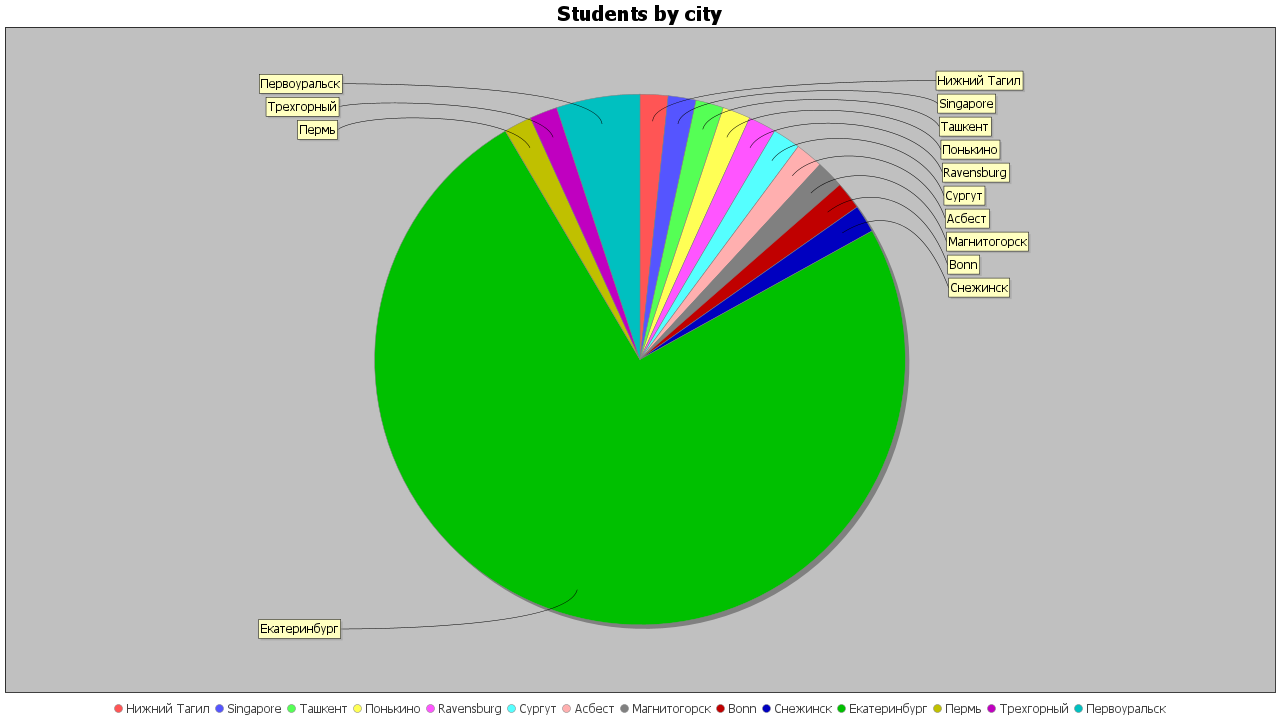 Students by city
Первоуральск
Трехгорный
Пермь
Нижний Тагил
Singapore
Ташкент
Понькино
Ravensburg
Сургут
Асбест
Магнитогорск
Bonn
Снежинск
Екатеринбург
Нижний Тагил Singapore Ташкент Понькино Ravensburg Сургут Асбест Магнитогорск Bonn Снежинск Екатеринбург Пермь Трехгорный Первоуральск